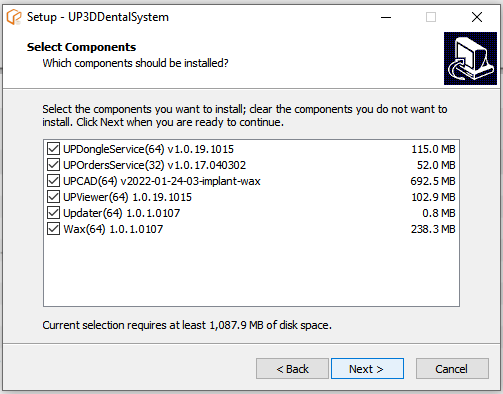 Setup - UP3DDentalSystem
Select Components
Which components should be installed?
Select the components you want to install; clear the components you do not want to
install. Click Next when you are ready to continue.
UPDongleService(64) v1.0.19.1015 115.0 MB
UPOrdersService(32) v1.0.17.040302 52.0 MB
UPCAD(64) v2022-01-24-03-implant-wax 692.5 MB
UPViewer(64) 1.0.19.1015 102.9 MB
Updater(64) 1.0.1.0107 0.8 MB
Wax(64) 1.0.1.0107 238.3 MB
Current selection requires at least 1,087.9 MB of disk space.
< Back Next > Cancel